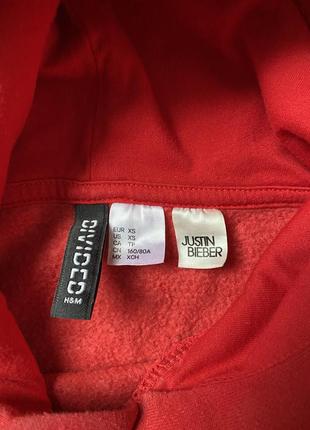 DIVIDED
H&M
EUR XS
US XS
CA TP
CN 160/80A
MX XCH
JUSTIN
BIEBER